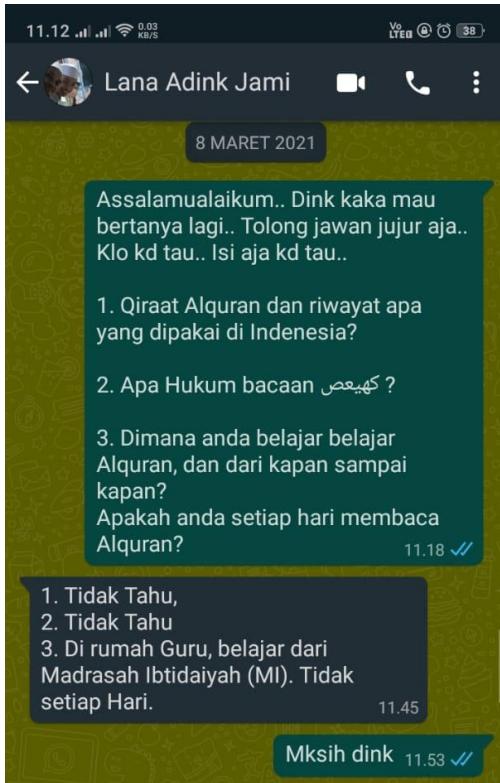 11.12 0.03 KB/S Vo LTE 38
Lana Adink Jami
8 MARET 2021
Assalamualaikum.. Dink kaka mau
bertanya lagi.. Tolong jawan jujur aja..
Klo kd tau.. Isi aja kd tau..
1. Qiraat Alquran dan riwayat apa
yang dipakai di Indenesia?
2. Apa Hukum bacaan كهيعص ?
3. Dimana anda belajar belajar
Alquran, dan dari kapan sampai
kapan?
Apakah anda setiap hari membaca
Alquran?
11.18
1. Tidak Tahu,
2. Tidak Tahu
3. Di rumah Guru, belajar dari
Madrasah Ibtidaiyah (MI). Tidak
setiap Hari.
11.45
Mksih dink 11.53